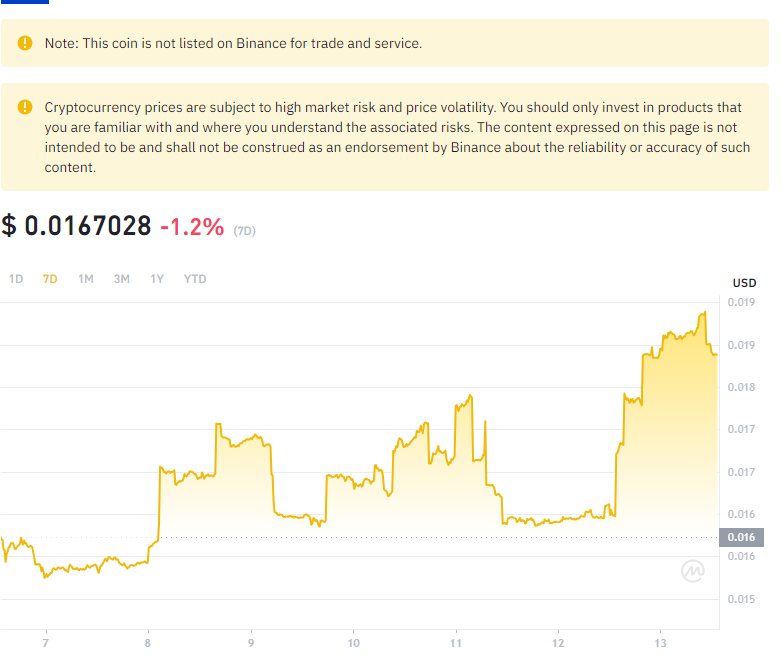 Note: This coin is not listed on Binance for trade and service.
Cryptocurrency prices are subject to high market risk and price volatility. You should only invest in products that
you are familiar with and where you understand the associated risks. The content expressed on this page is not
intended to be and shall not be construed as an endorsement by Binance about the reliability or accuracy of such
content.
$ 0.0167028 -1.2% (7D)
1D 7D 1M 3M 1Y YTD
USD
0.019
0.019
0.018
0.017
0.017
0.016
0.016
0.016
0.015
7 8 9 10 11 12 13